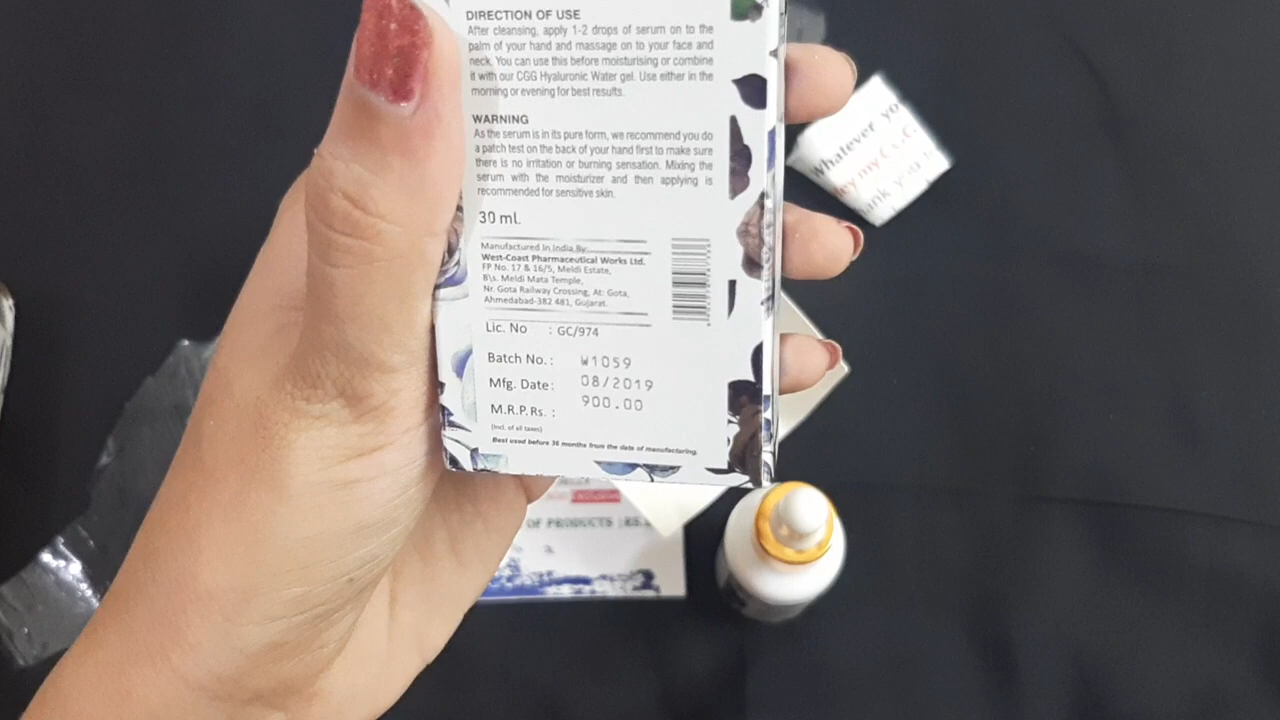 DIRECTION OF USE
After cleansing, apply 1-2 drops of serum on to the
palm of your hand and massage on to your face and
neck. You can use this before moisturising or combine
it with our CGG Hyaluronic Water gel. Use either in the
morning or evening for best results.
WARNING
As the serum is in its pure form, we recommend you do
a patch test on the back of your hand first to make sure
there is no irritation or burning sensation. Mixing the
serum with the moisturizer and then applying is
recommended for sensitive skin.
30 ml.
Manufactured In India By:
West-Coast Pharmaceutical Works Ltd.
FP No. 17 & 16/5, Meldi Estate,
B\s. Meldi Mata Temple,
Nr. Gota Railway Crossing, At: Gota,
Ahmedabad-382 481, Gujarat.
Lic. No : GC/974
Batch No. : W1059
Mfg. Date : 08/2019
M.R.P. Rs. : 900.00
(Incl. of all taxes)
Best used before 36 months from the date of manufacturing.
Whatever yo
my C.G.
ank you
OF PRODUCTS